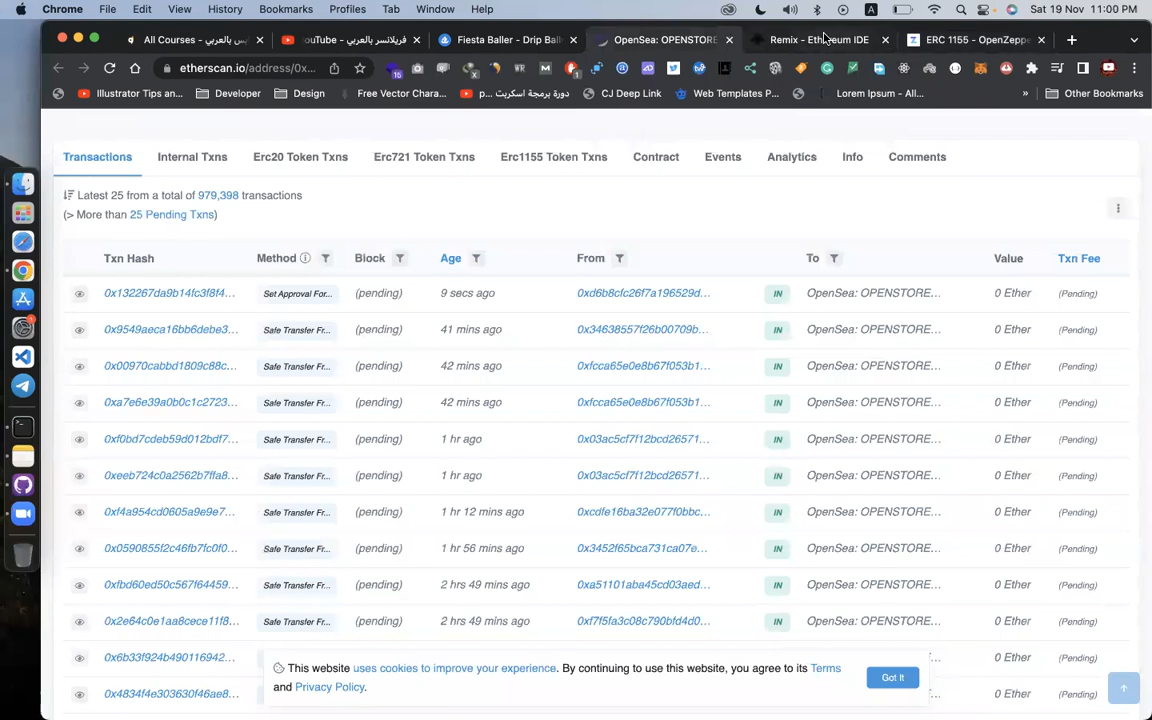 Chrome File Edit View History Bookmarks Profiles Tab Window Help
A Sat 19 Nov 11:00 PM
All Courses - يس بالعربي
YouTube - فريلانسر بالعربي
Fiesta Baller - Drip Ball
OpenSea: OPENSTORE
Remix - Ethereum IDE
ERC 1155 - OpenZeppe
etherscan.io/address/0x...
Illustrator Tips an...
Developer
Design
Free Vector Chara...
دورة برمجة اسكريبت - p...
CJ Deep Link
Web Templates P...
Lorem Ipsum - All...
»
Other Bookmarks
Transactions Internal Txns Erc20 Token Txns Erc721 Token Txns Erc1155 Token Txns Contract Events Analytics Info Comments
Latest 25 from a total of 979,398 transactions
(> More than 25 Pending Txns)
Txn Hash Method Block Age From To Value Txn Fee
0x132267da9b14fc3f8f4... Set Approval For... (pending) 9 secs ago 0xd6b8cfc26f7a196529d... IN OpenSea: OPENSTORE... 0 Ether (Pending)
0x9549aeca16bb6debe3... Safe Transfer Fr... (pending) 41 mins ago 0x34638557f26b00709b... IN OpenSea: OPENSTORE... 0 Ether (Pending)
0x00970cabbd1809c88c... Safe Transfer Fr... (pending) 42 mins ago 0xfcca65e0e8b67f053b1... IN OpenSea: OPENSTORE... 0 Ether (Pending)
0xa7e6e39a0b0c1c2723... Safe Transfer Fr... (pending) 42 mins ago 0xfcca65e0e8b67f053b1... IN OpenSea: OPENSTORE... 0 Ether (Pending)
0xf0bd7cdeb59d012bdf7... Safe Transfer Fr... (pending) 1 hr ago 0x03ac5cf7f12bcd26571... IN OpenSea: OPENSTORE... 0 Ether (Pending)
0xeeb724c0a2562b7ffa8... Safe Transfer Fr... (pending) 1 hr ago 0x03ac5cf7f12bcd26571... IN OpenSea: OPENSTORE... 0 Ether (Pending)
0xf4a954cd0605a9e9e7... Safe Transfer Fr... (pending) 1 hr 12 mins ago 0xcdfe16ba32e077f0bbc... IN OpenSea: OPENSTORE... 0 Ether (Pending)
0x0590855f2c46fb7fc0f0... Safe Transfer Fr... (pending) 1 hr 56 mins ago 0x3452f65bca731ca07e... IN OpenSea: OPENSTORE... 0 Ether (Pending)
0xfbd60ed50c567f64459... Safe Transfer Fr... (pending) 2 hrs 49 mins ago 0xa51101aba45cd03aed... IN OpenSea: OPENSTORE... 0 Ether (Pending)
0x2e64c0e1aa8cece11f8... Safe Transfer Fr... (pending) 2 hrs 49 mins ago 0xf7f5fa3c08c790bfd4d0... IN OpenSea: OPENSTORE... 0 Ether (Pending)
0x6b33f924b490116942... 0 Ether (Pending)
0x4834f4e303630f46ae8... 0 Ether (Pending)
This website uses cookies to improve your experience. By continuing to use this website, you agree to its Terms
and Privacy Policy.
Got It